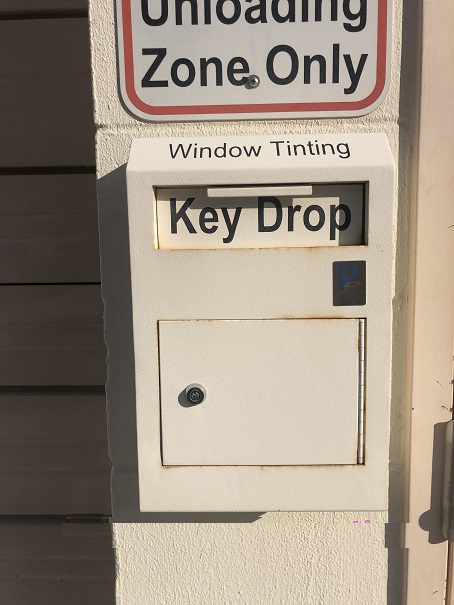 Unloading
Zone Only
Window Tinting
Key Drop